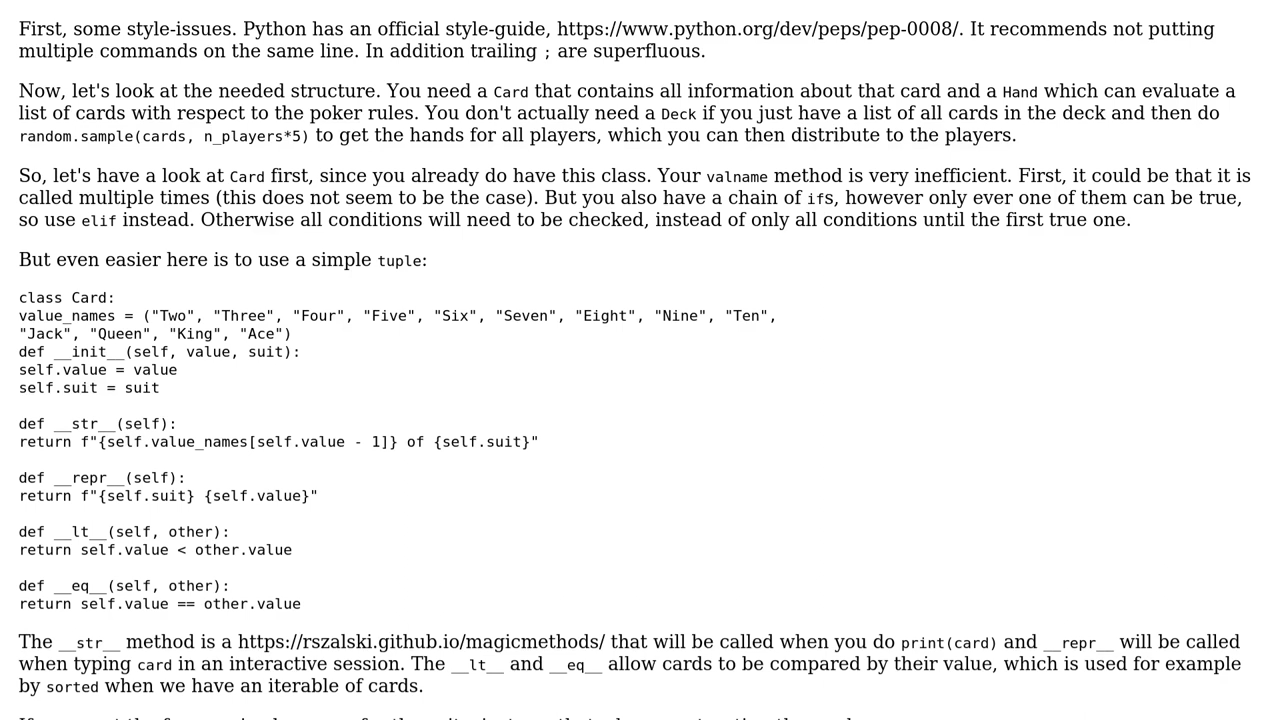 First, some style-issues. Python has an official style-guide, https://www.python.org/dev/peps/pep-0008/. It recommends not putting
multiple commands on the same line. In addition trailing ; are superfluous.
Now, let's look at the needed structure. You need a Card that contains all information about that card and a Hand which can evaluate a
list of cards with respect to the poker rules. You don't actually need a Deck if you just have a list of all cards in the deck and then do
random.sample(cards, n_players*5) to get the hands for all players, which you can then distribute to the players.
So, let's have a look at Card first, since you already do have this class. Your valname method is very inefficient. First, it could be that it is
called multiple times (this does not seem to be the case). But you also have a chain of ifs, however only ever one of them can be true,
so use elif instead. Otherwise all conditions will need to be checked, instead of only all conditions until the first true one.
But even easier here is to use a simple tuple:
class Card:
value_names = ("Two", "Three", "Four", "Five", "Six", "Seven", "Eight", "Nine", "Ten",
"Jack", "Queen", "King", "Ace")
def __init__(self, value, suit):
self.value = value
self.suit = suit
def __str__(self):
return f"{self.value_names[self.value - 1]} of {self.suit}"
def __repr__(self):
return f"{self.suit} {self.value}"
def __lt__(self, other):
return self.value < other.value
def __eq__(self, other):
return self.value == other.value
The __str__ method is a https://rszalski.github.io/magicmethods/ that will be called when you do print(card) and __repr__ will be called
when typing card in an interactive session. The __lt__ and __eq__ allow cards to be compared by their value, which is used for example
by sorted when we have an iterable of cards.